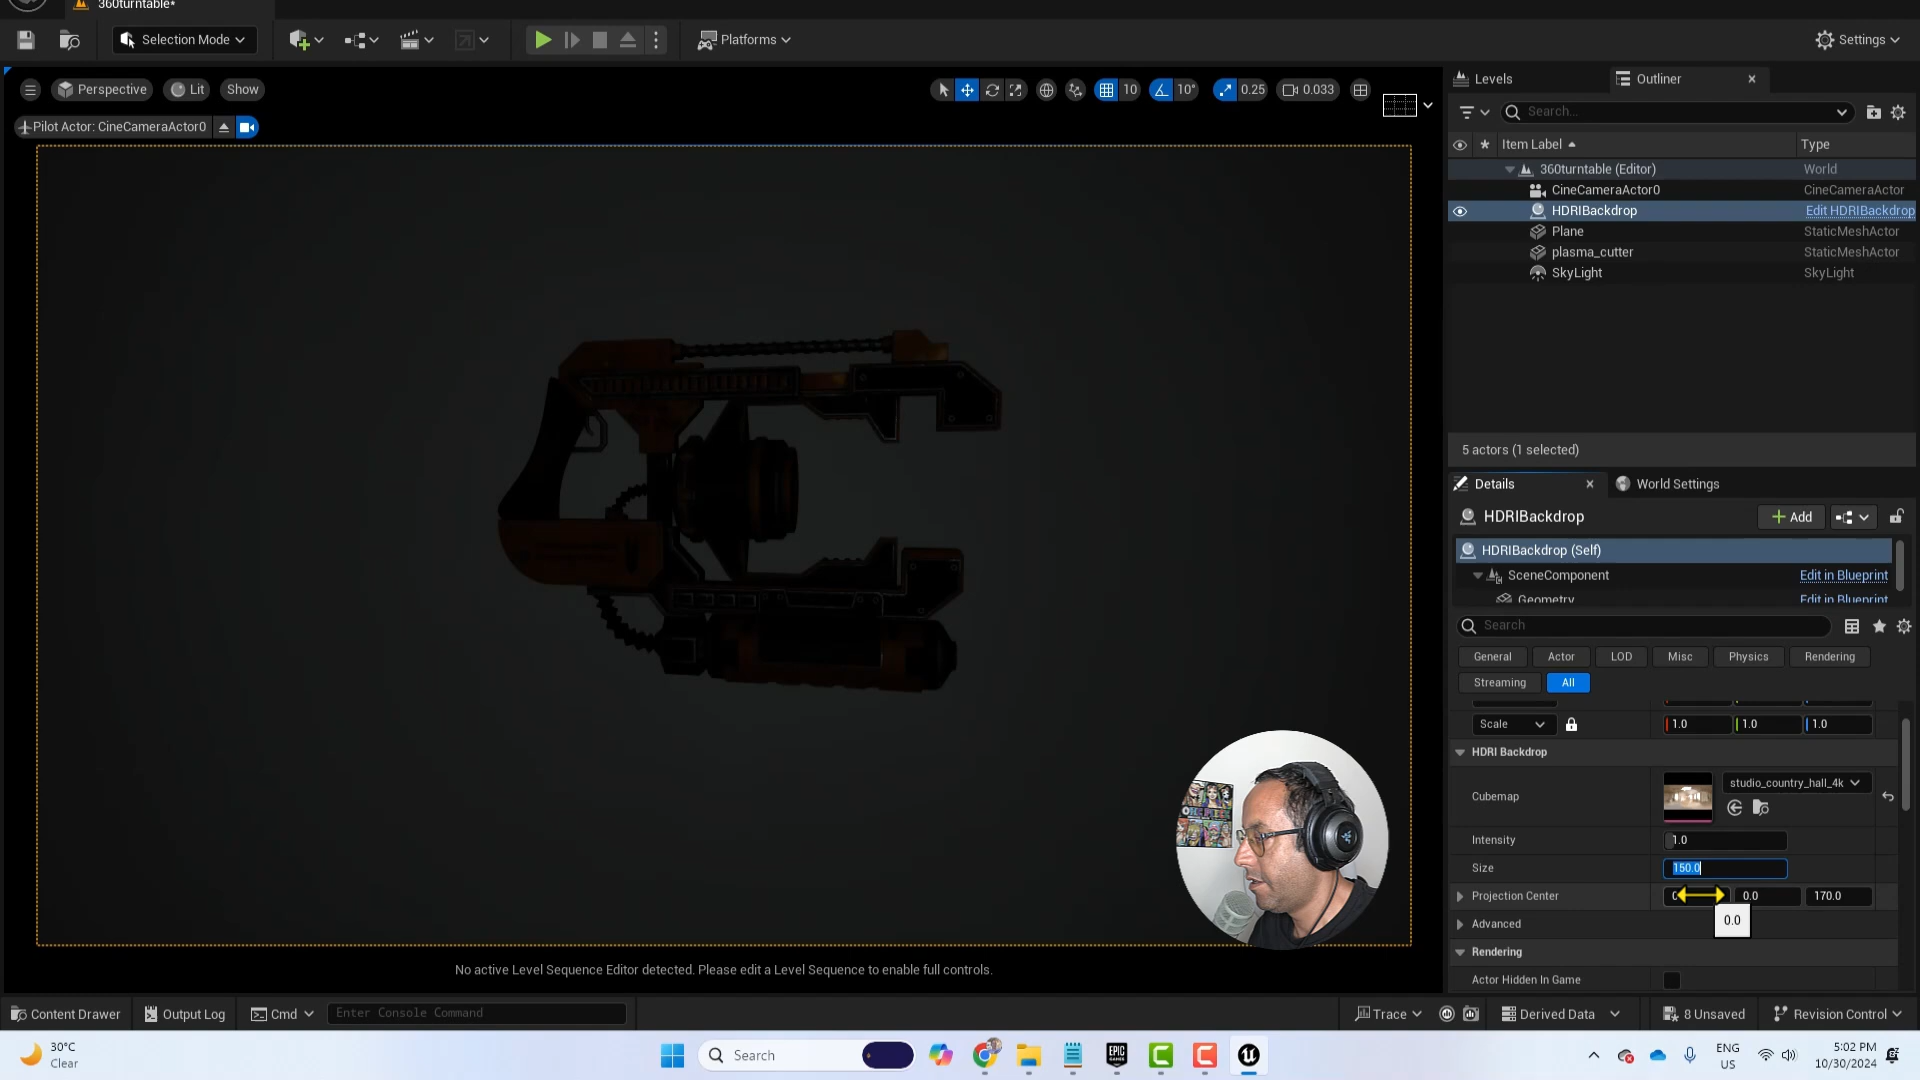 360turntable*
Selection Mode
Platforms
Settings
Perspective
Lit
Show
10
10°
0.25
0.033
Pilot Actor: CineCameraActor0
No active Level Sequence Editor detected. Please edit a Level Sequence to enable full controls.
Levels
Outliner
Search...
Item Label
Type
360turntable (Editor)
World
CineCameraActor0
CineCameraActor
HDRIBackdrop
Edit HDRIBackdrop
Plane
StaticMeshActor
plasma_cutter
StaticMeshActor
SkyLight
SkyLight
5 actors (1 selected)
Details
World Settings
HDRIBackdrop
Add
HDRIBackdrop (Self)
SceneComponent
Edit in Blueprint
Geometry
Edit in Blueprint
Search
General
Actor
LOD
Misc
Physics
Rendering
Streaming
All
Scale
1.0
1.0
1.0
HDRI Backdrop
Cubemap
studio_country_hall_4k
Intensity
1.0
Size
150.0
Projection Center
0.0
170.0
0.0
Advanced
Rendering
Actor Hidden In Game
Content Drawer
Output Log
Cmd
Enter Console Command
Trace
Derived Data
8 Unsaved
Revision Control
30°C
Clear
Search
EPIC
GAMES
ENG
US
5:02 PM
10/30/2024